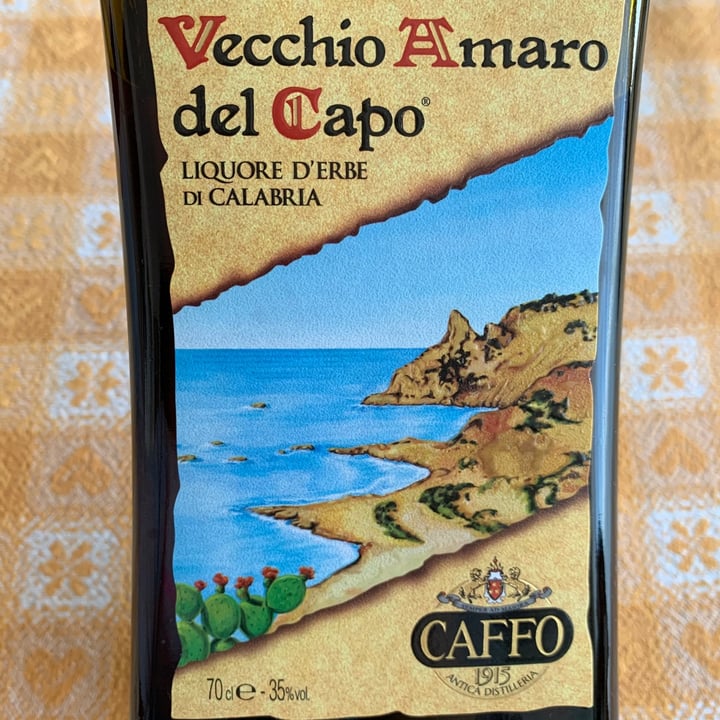 Vecchio Amaro
del Capo®
LIQUORE D'ERBE
DI CALABRIA
CAFFO
1915
ANTICA DISTILLERIA
70 cl e - 35% vol.